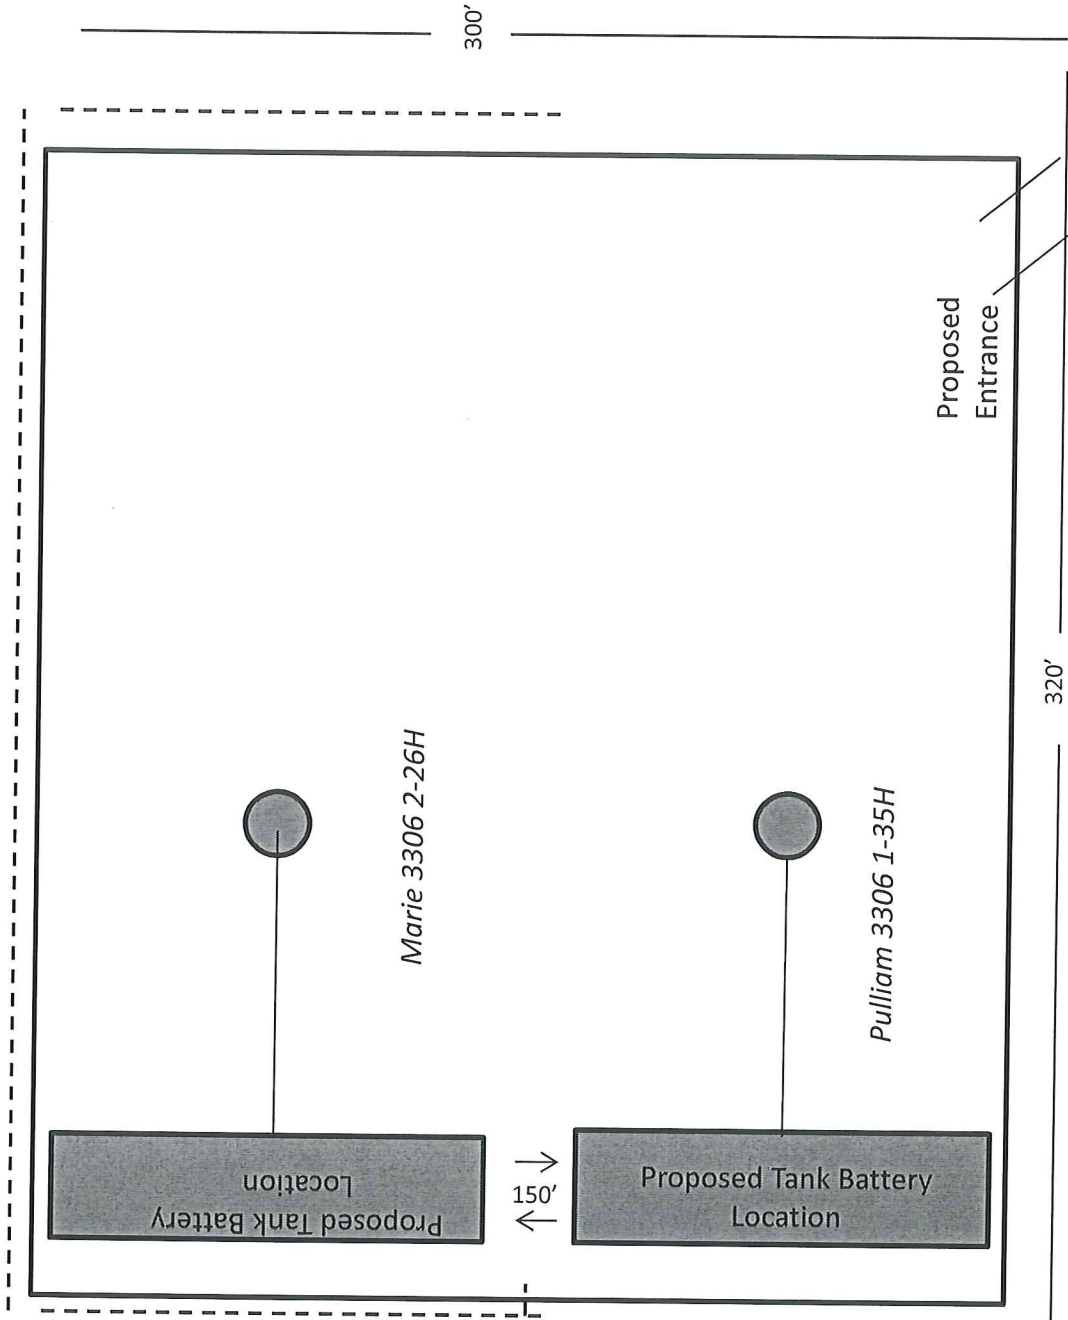 300'
Proposed
Entrance
320'
Marie 3306 2-26H
Pulliam 3306 1-35H
Proposed Tank Battery
Location
150'
Proposed Tank Battery
Location